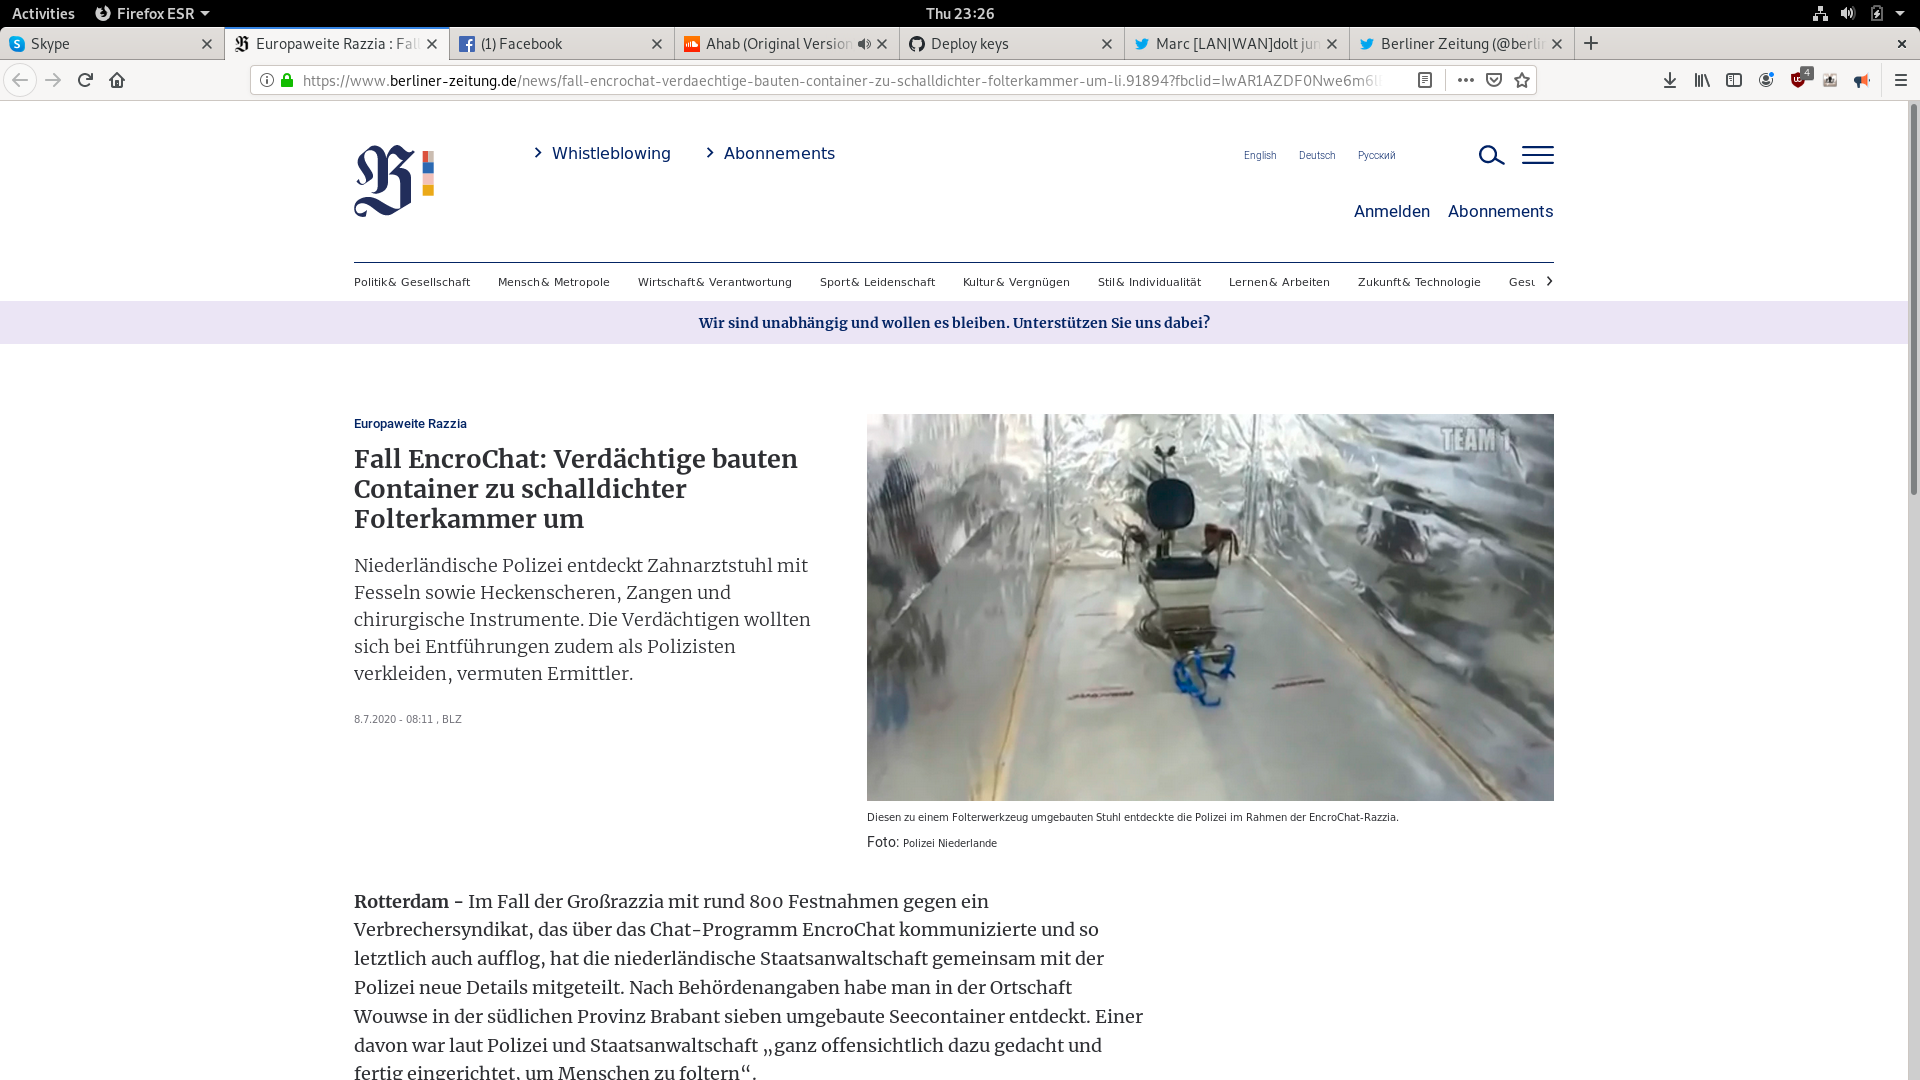 Activities Firefox ESR Thu 23:26
Skype Europaweite Razzia : Fal (1) Facebook Ahab (Original Version Deploy keys Marc [LAN|WAN]dolt jun Berliner Zeitung (@berli
https://www.berliner-zeitung.de/news/fall-encrochat-verdaechtige-bauten-container-zu-schalldichter-folterkammer-um-li.91894?fbclid=IwAR1AZDF0Nwe6m6l 4
Whistleblowing Abonnements English Deutsch Русский
Anmelden Abonnements
Politik& Gesellschaft Mensch& Metropole Wirtschaft& Verantwortung Sport& Leidenschaft Kultur& Vergnügen Stil& Individualität Lernen& Arbeiten Zukunft& Technologie Gesu
Wir sind unabhängig und wollen es bleiben. Unterstützen Sie uns dabei?
Europaweite Razzia
Fall EncroChat: Verdächtige bauten
Container zu schalldichter
Folterkammer um
Niederländische Polizei entdeckt Zahnarztstuhl mit
Fesseln sowie Heckenscheren, Zangen und
chirurgische Instrumente. Die Verdächtigen wollten
sich bei Entführungen zudem als Polizisten
verkleiden, vermuten Ermittler.
8.7.2020 - 08:11 , BLZ
TEAM 1
Diesen zu einem Folterwerkzeug umgebauten Stuhl entdeckte die Polizei im Rahmen der EncroChat-Razzia.
Foto: Polizei Niederlande
Rotterdam - Im Fall der Großrazzia mit rund 800 Festnahmen gegen ein
Verbrechersyndikat, das über das Chat-Programm EncroChat kommunizierte und so
letztlich auch aufflog, hat die niederländische Staatsanwaltschaft gemeinsam mit der
Polizei neue Details mitgeteilt. Nach Behördenangaben habe man in der Ortschaft
Wouwse in der südlichen Provinz Brabant sieben umgebaute Seecontainer entdeckt. Einer
davon war laut Polizei und Staatsanwaltschaft „ganz offensichtlich dazu gedacht und
fertig eingerichtet, um Menschen zu foltern“.